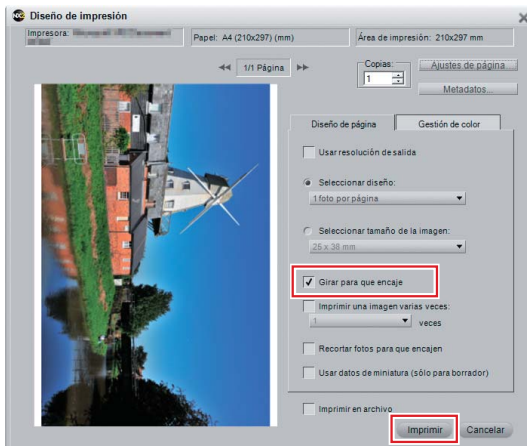 NX2 Diseño de impresión
Impresora:
Papel: A4 (210x297) (mm)
Área de impresión: 210x297 mm
1/1 Página
Copias:
1
Ajustes de página
Metadatos...
Diseño de página
Gestión de color
Usar resolución de salida
Seleccionar diseño:
1 foto por página
Seleccionar tamaño de la imagen:
25 x 38 mm
Girar para que encaje
Imprimir una imagen varias veces:
1 veces
Recortar fotos para que encajen
Usar datos de miniatura (sólo para borrador)
Imprimir en archivo
Imprimir
Cancelar